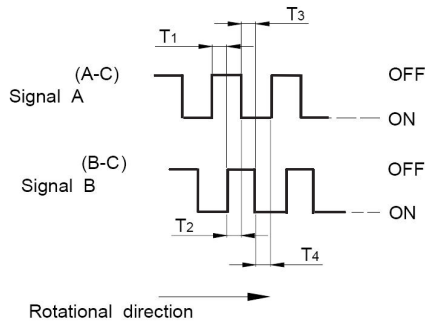 T1
T3
(A-C)
Signal A
OFF
ON
(B-C)
Signal B
OFF
ON
T2
T4
Rotational direction